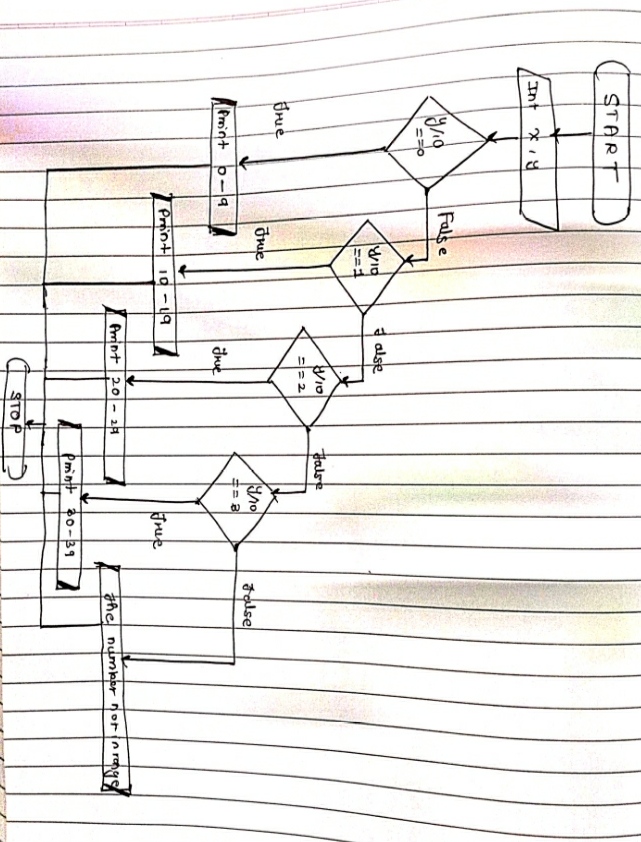 START
Int x,y
y/10
==0
False
True
Print 0-9
y/10
==1
False
True
Print 10-19
y/10
==2
False
True
Print 20-29
y/10
==3
False
True
Print 30-39
The number not in range
STOP